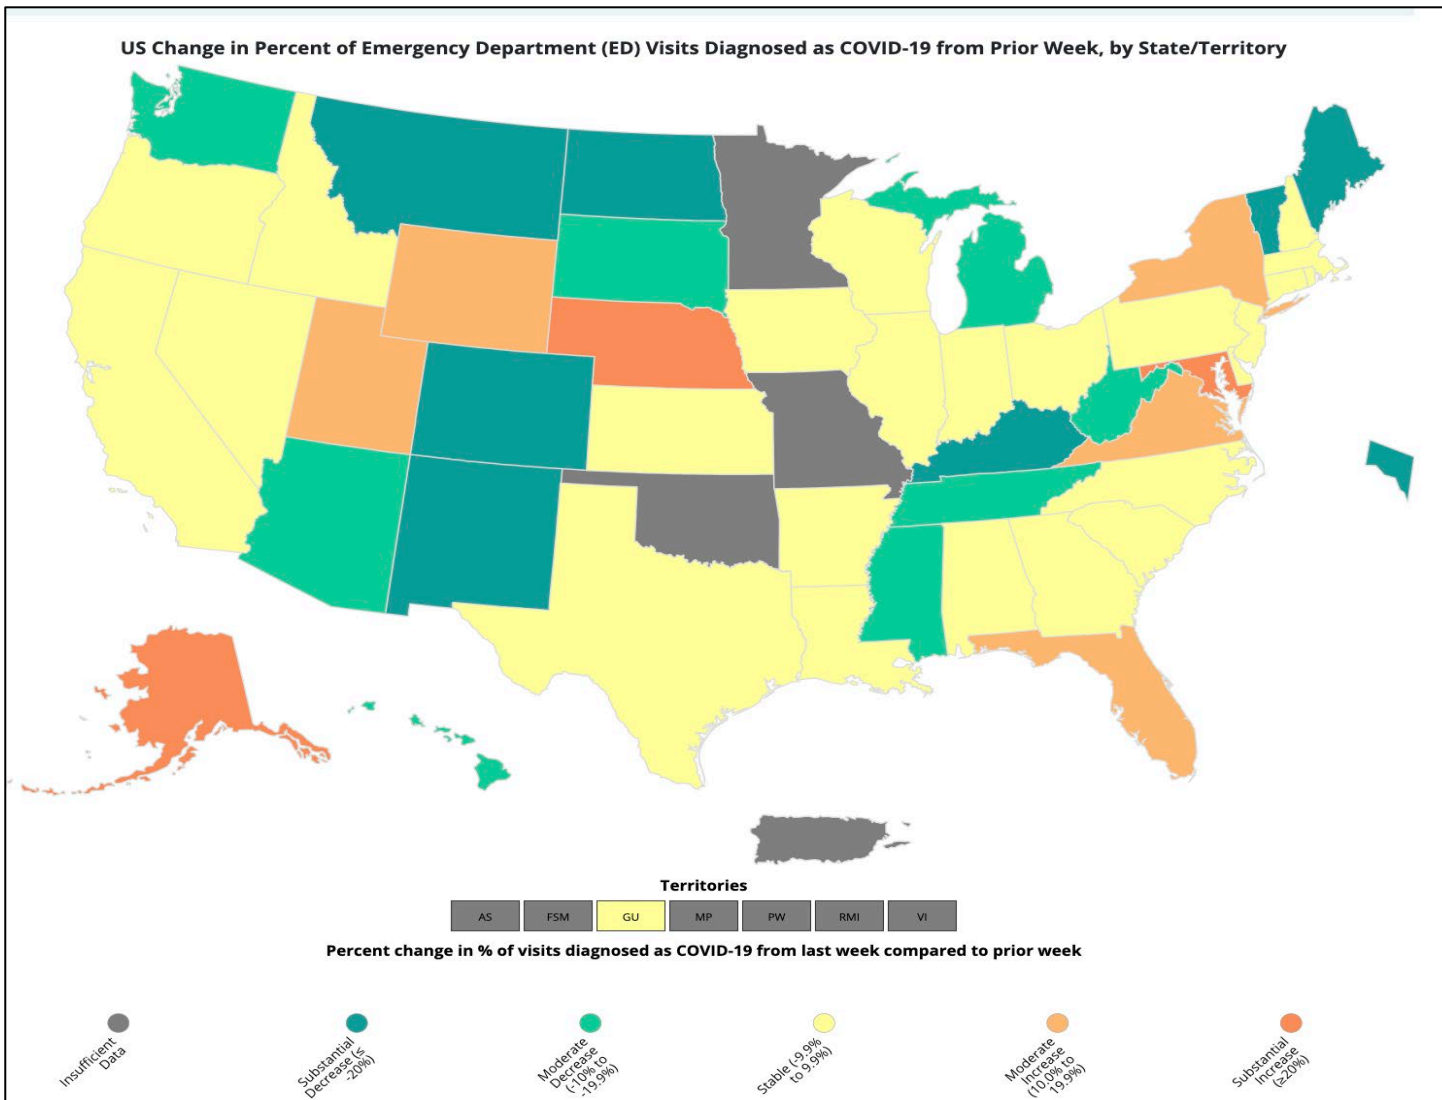 US Change in Percent of Emergency Department (ED) Visits Diagnosed as COVID-19 from Prior Week, by State/Territory
Territories
AS
FSM
GU
MP
PW
RMI
VI
Percent change in % of visits diagnosed as COVID-19 from last week compared to prior week
Insufficient
Data
Substantial
Decrease (≤
-20%)
Moderate
Decrease
(-10% to
-19.9%)
Stable (-9.9%
to 9.9%)
Moderate
Increase
(10.0% to
19.9%)
Substantial
Increase
(≥20%)